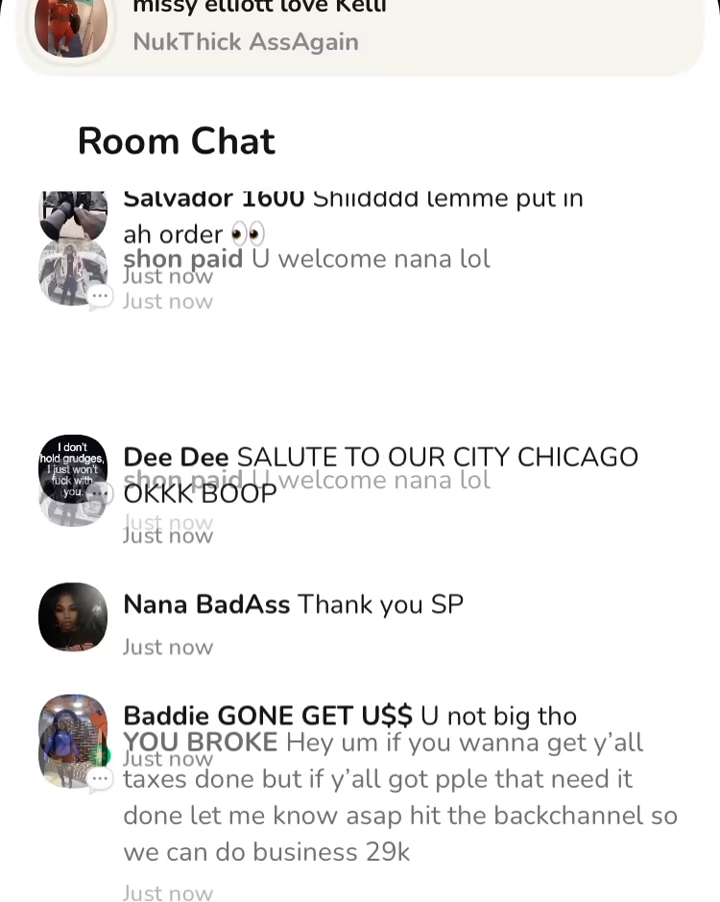 missy elliott love Kelli
NukThick AssAgain
Room Chat
Salvador 1600 Shiidddd lemme put in
ah order 👀
shon paid U welcome nana lol
Just now
Just now
I don't
hold grudges,
I just won't
fuck with
you
Dee Dee SALUTE TO OUR CITY CHICAGO
shon paid U welcome nana lol
OKKK BOOP
Just now
Just now
Nana BadAss Thank you SP
Just now
Baddie GONE GET U$$ U not big tho
YOU BROKE Hey um if you wanna get y’all
Just now
taxes done but if y’all got pple that need it
done let me know asap hit the backchannel so
we can do business 29k
Just now